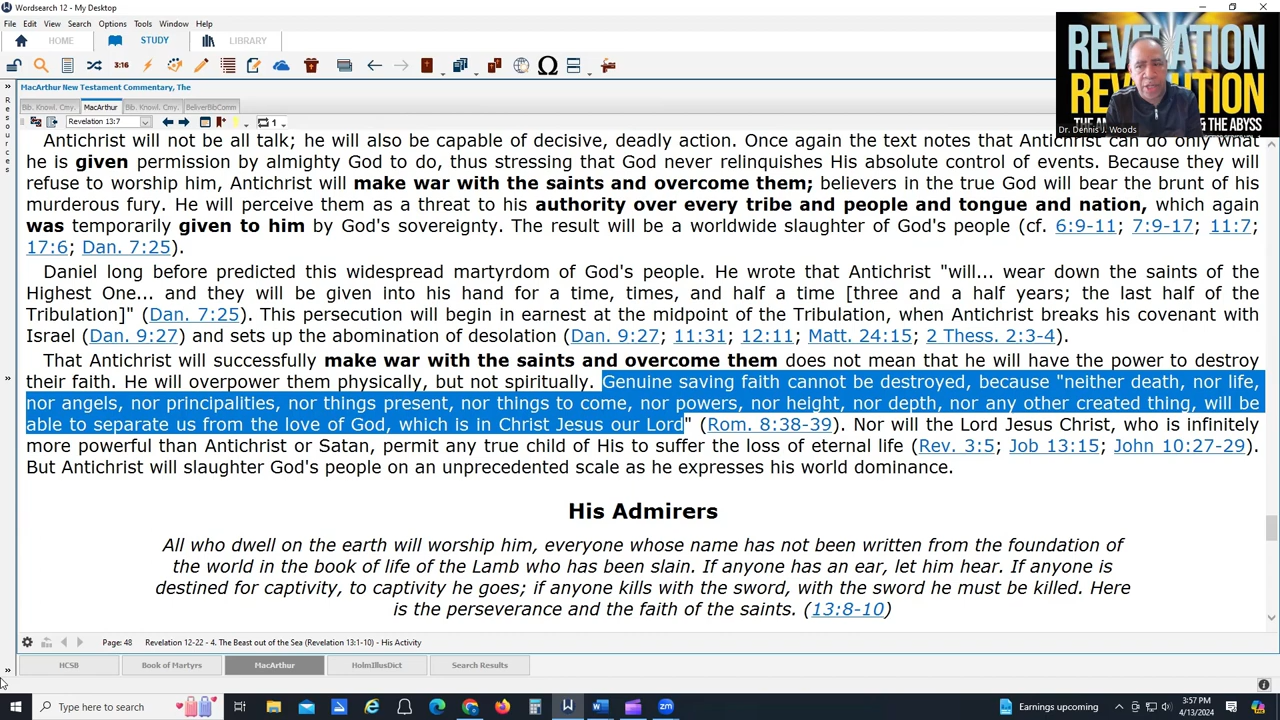 Wordsearch 12 - My Desktop
File Edit View Search Options Tools Window Help
HOME STUDY LIBRARY
3:16
MacArthur New Testament Commentary, The
Bib. Knowl. Cmy. MacArthur Bib. Knowl. Cmy. BeliverBibComm
Revelation 13:7
1
Resources
REVELATION
REVOLUTION
THE ABYSS
Dr. Dennis J. Woods
Antichrist will not be all talk; he will also be capable of decisive, deadly action. Once again the text notes that Antichrist can do only what
he is given permission by almighty God to do, thus stressing that God never relinquishes His absolute control of events. Because they will
refuse to worship him, Antichrist will make war with the saints and overcome them; believers in the true God will bear the brunt of his
murderous fury. He will perceive them as a threat to his authority over every tribe and people and tongue and nation, which again
was temporarily given to him by God's sovereignty. The result will be a worldwide slaughter of God's people (cf. 6:9-11; 7:9-17; 11:7;
17:6; Dan. 7:25).
Daniel long before predicted this widespread martyrdom of God's people. He wrote that Antichrist "will... wear down the saints of the
Highest One... and they will be given into his hand for a time, times, and half a time [three and a half years; the last half of the
Tribulation]" (Dan. 7:25). This persecution will begin in earnest at the midpoint of the Tribulation, when Antichrist breaks his covenant with
Israel (Dan. 9:27) and sets up the abomination of desolation (Dan. 9:27; 11:31; 12:11; Matt. 24:15; 2 Thess. 2:3-4).
That Antichrist will successfully make war with the saints and overcome them does not mean that he will have the power to destroy
their faith. He will overpower them physically, but not spiritually. Genuine saving faith cannot be destroyed, because "neither death, nor life,
nor angels, nor principalities, nor things present, nor things to come, nor powers, nor height, nor depth, nor any other created thing, will be
able to separate us from the love of God, which is in Christ Jesus our Lord" (Rom. 8:38-39). Nor will the Lord Jesus Christ, who is infinitely
more powerful than Antichrist or Satan, permit any true child of His to suffer the loss of eternal life (Rev. 3:5; Job 13:15; John 10:27-29).
But Antichrist will slaughter God's people on an unprecedented scale as he expresses his world dominance.
His Admirers
All who dwell on the earth will worship him, everyone whose name has not been written from the foundation of
the world in the book of life of the Lamb who has been slain. If anyone has an ear, let him hear. If anyone is
destined for captivity, to captivity he goes; if anyone kills with the sword, with the sword he must be killed. Here
is the perseverance and the faith of the saints. (13:8-10)
Page: 48 Revelation 12-22 - 4. The Beast out of the Sea (Revelation 13:1-10) - His Activity
HCSB Book of Martyrs MacArthur HolmIllusDict Search Results
Type here to search
Earnings upcoming
3:57 PM
4/13/2024